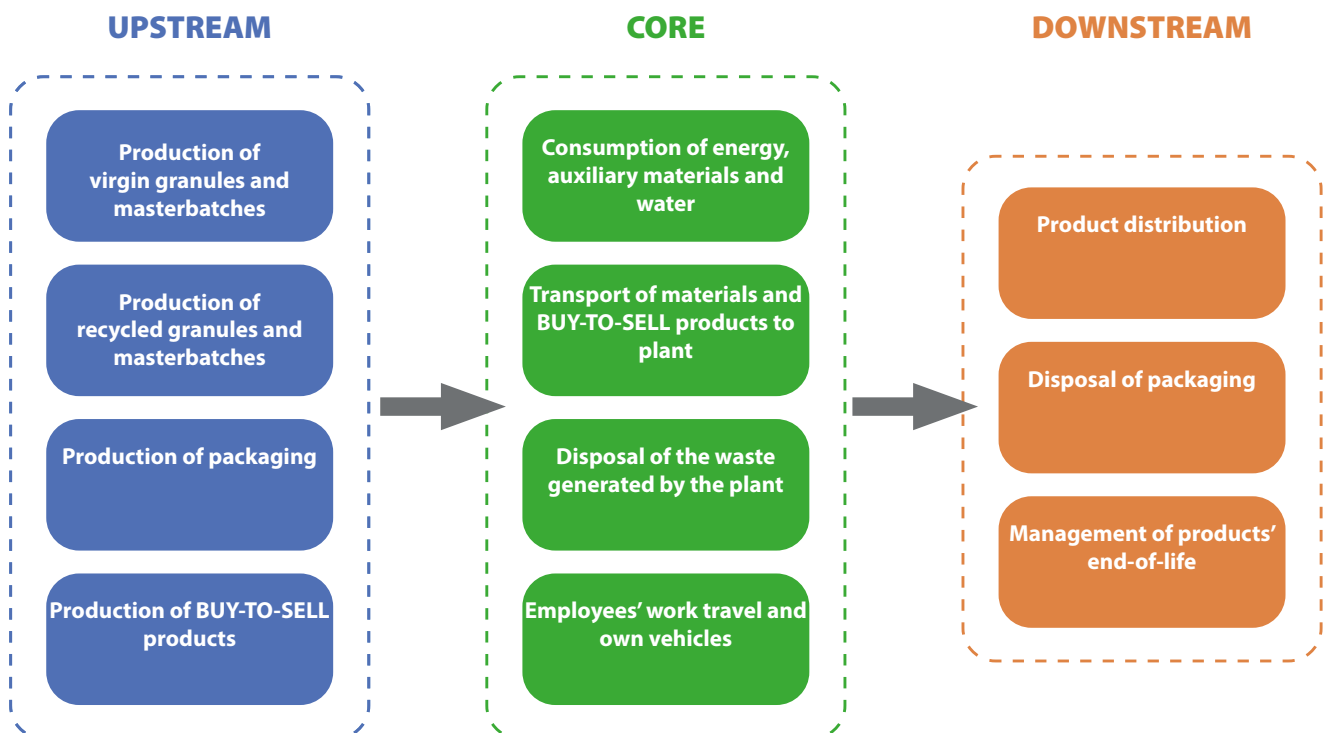 UPSTREAM
Production of
virgin granules and
masterbatches
Production of
recycled granules and
masterbatches
Production of packaging
Production of BUY-TO-SELL
products
CORE
Consumption of energy,
auxiliary materials and
water
Transport of materials and
BUY-TO-SELL products to
plant
Disposal of the waste
generated by the plant
Employees’ work travel and
own vehicles
DOWNSTREAM
Product distribution
Disposal of packaging
Management of products’
end-of-life